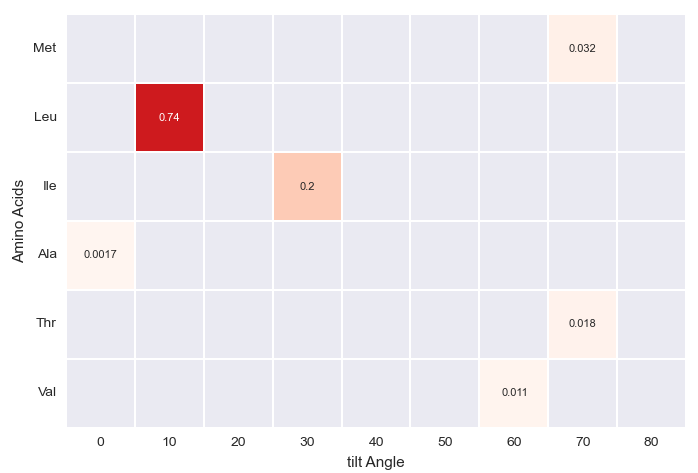 Met
0.032
Leu
0.74
Ile
0.2
Ala
0.0017
Thr
0.018
Val
0.011
Amino Acids
0 10 20 30 40 50 60 70 80
tilt Angle